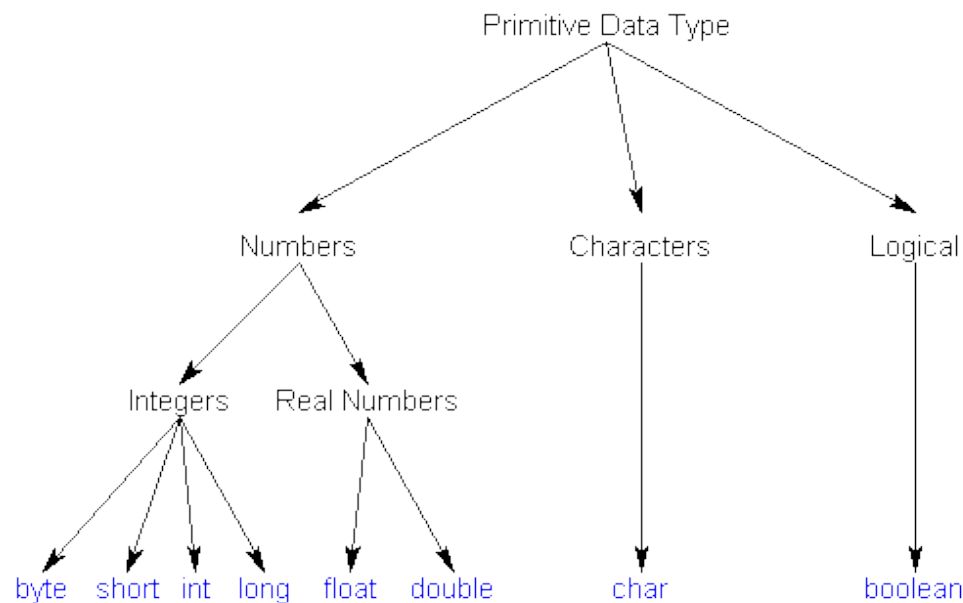 Primitive Data Type
Numbers Characters Logical
Integers Real Numbers
byte short int long float double char boolean